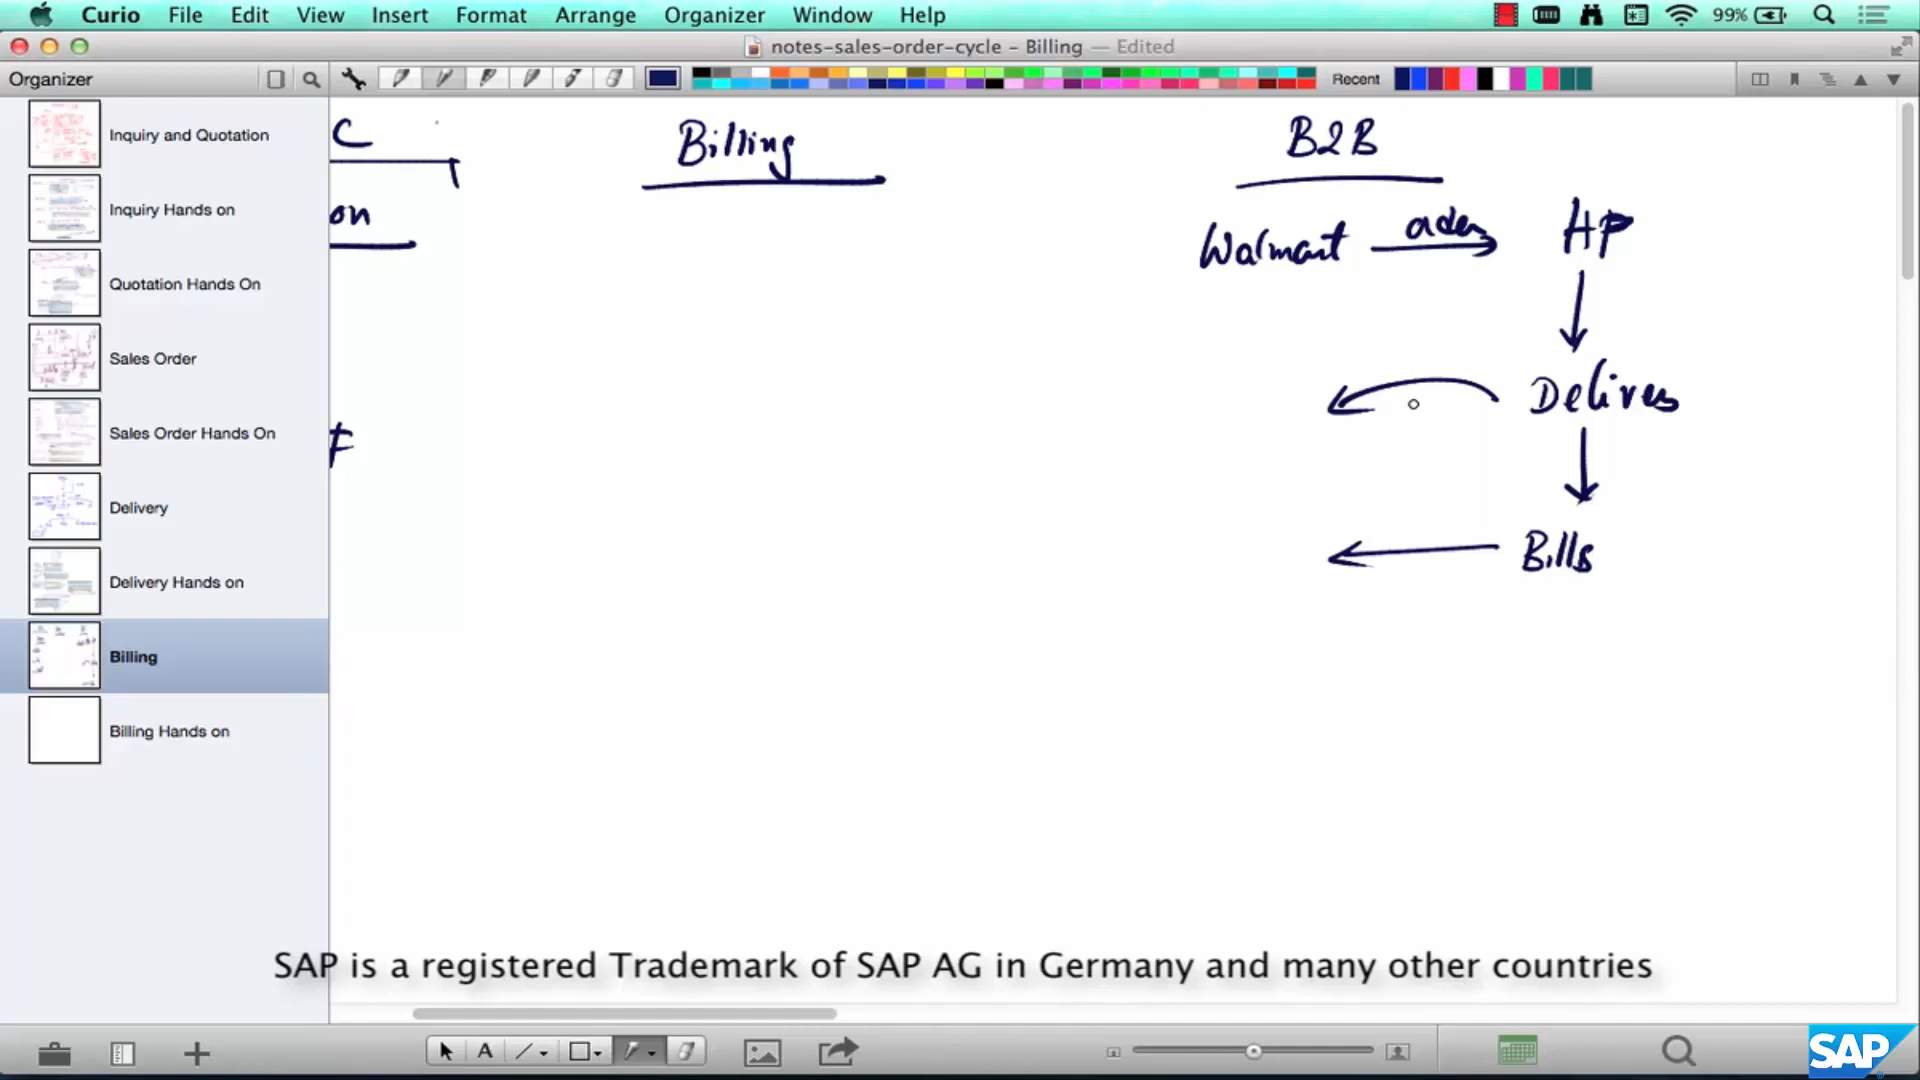 Curio File Edit View Insert Format Arrange Organizer Window Help 99%
notes-sales-order-cycle - Billing — Edited
Organizer
Recent
Inquiry and Quotation
Inquiry Hands on
Quotation Hands On
Sales Order
Sales Order Hands On
Delivery
Delivery Hands on
Billing
Billing Hands on
C
on
Billing
B2B
Walmart
HP
Delivers
Bills
SAP is a registered Trademark of SAP AG in Germany and many other countries
A
SAP